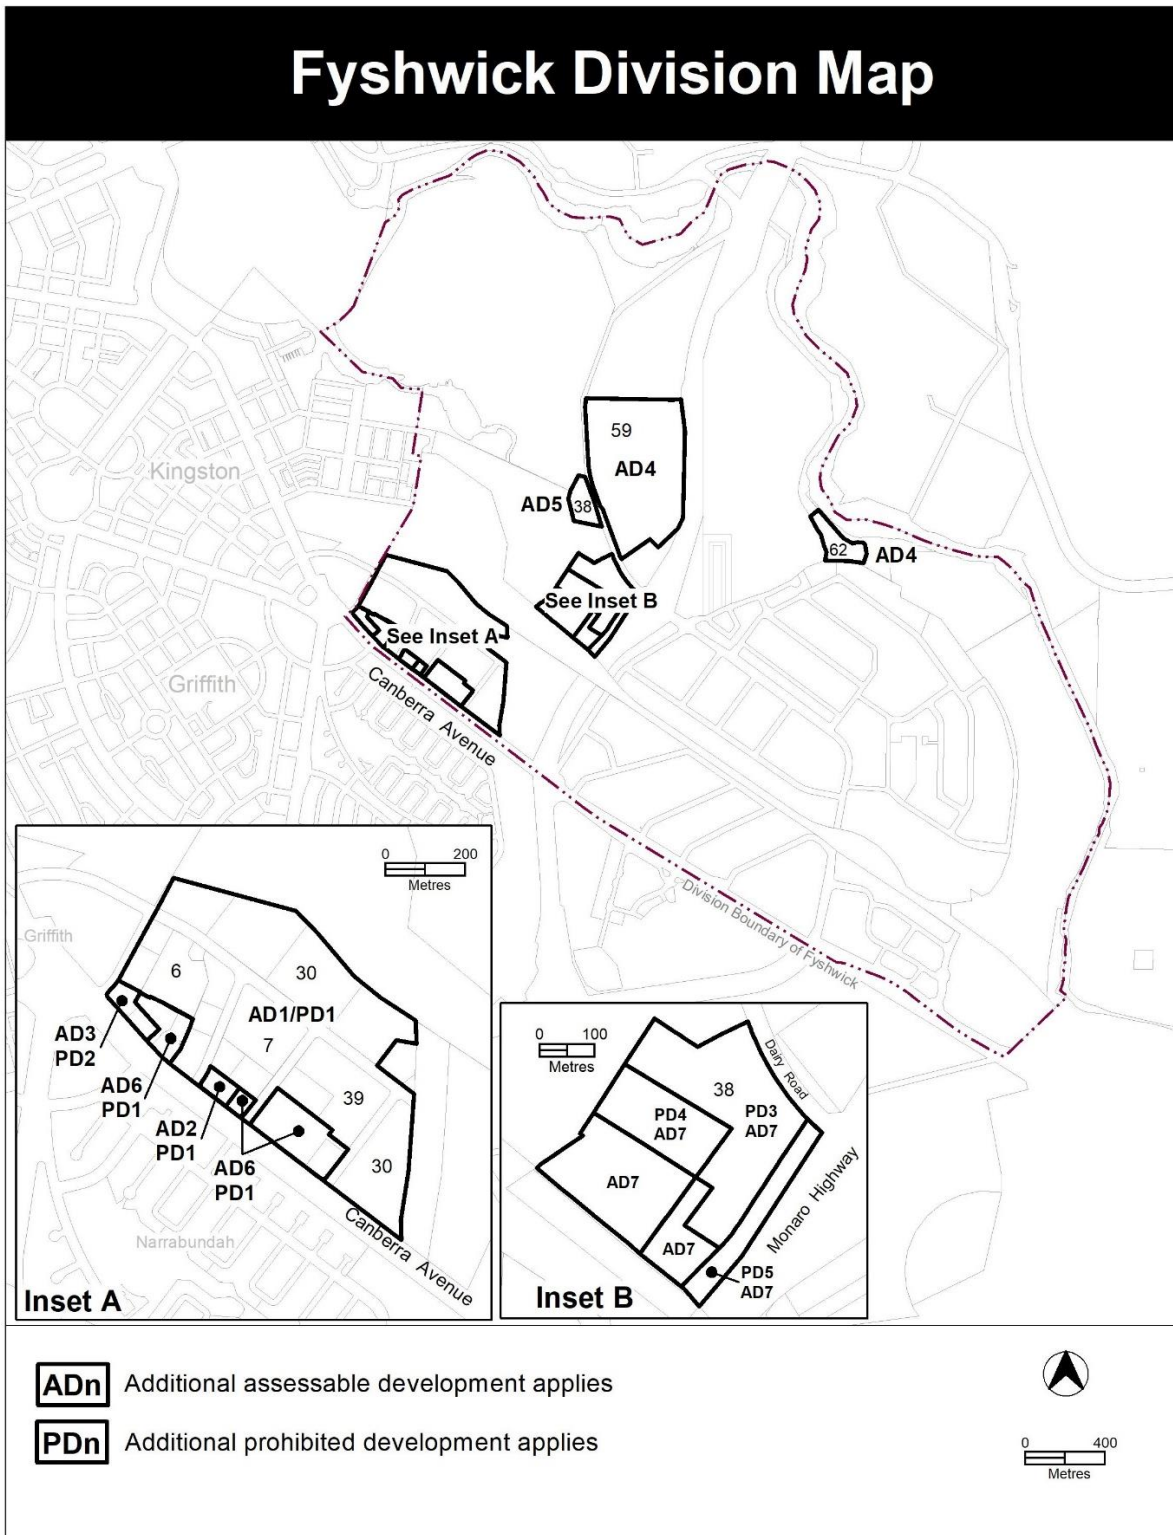 Fyshwick Division Map
Kingston
59
AD4
AD5
38
62
AD4
See Inset B
See Inset A
Griffith
Canberra Avenue
Division Boundary of Fyshwick
0 200
Metres
Griffith
6
30
AD1/PD1
7
AD3
PD2
AD6
PD1
AD2
PD1
AD6
PD1
39
30
Canberra Avenue
Narrabundah
Inset A
0 100
Metres
Dairy Road
38
PD4
AD7
PD3
AD7
AD7
AD7
Monaro Highway
PD5
AD7
Inset B
ADn Additional assessable development applies
PDn Additional prohibited development applies
0 400
Metres